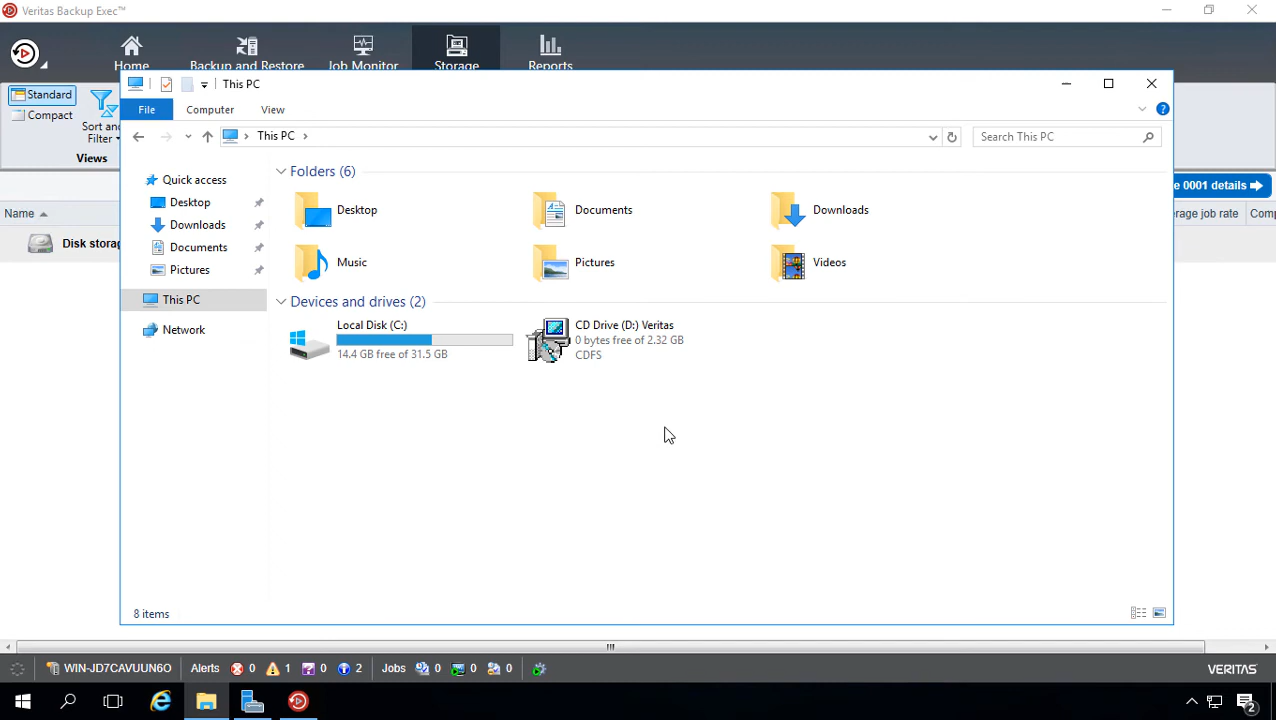 Veritas Backup Exec™
Home
Backup and Restore
Job Monitor
Storage
Reports
This PC
Standard
Compact
Sort and
Filter
Views
File
Computer
View
This PC
Search This PC
Quick access
Desktop
Downloads
Documents
Pictures
This PC
Network
Folders (6)
Desktop
Documents
Downloads
Music
Pictures
Videos
Devices and drives (2)
Local Disk (C:)
14.4 GB free of 31.5 GB
CD Drive (D:) Veritas
0 bytes free of 2.32 GB
CDFS
8 items
e 0001 details
Name
erage job rate
Comp
Disk storag
WIN-JD7CAVUUN6O
Alerts 0 1 0 2
Jobs 0 0 0
VERITAS
2